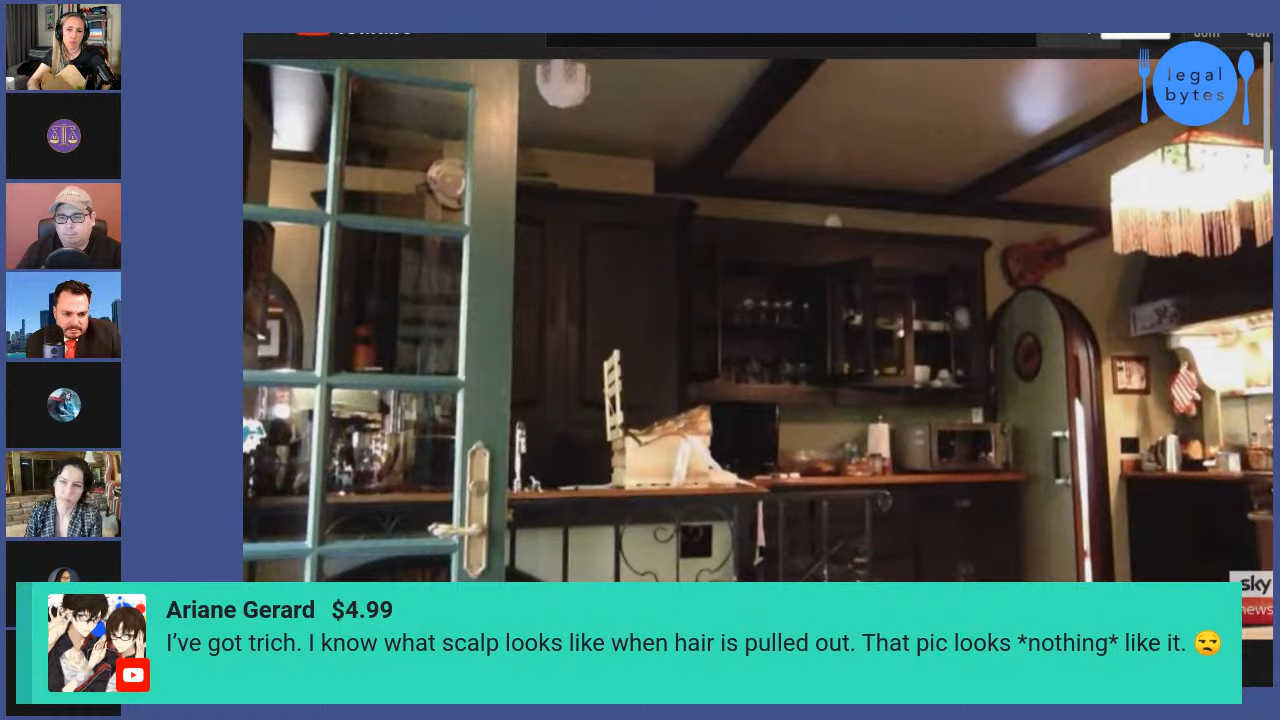 legal
bytes
sky
news
Ariane Gerard $4.99
I’ve got trich. I know what scalp looks like when hair is pulled out. That pic looks *nothing* like it. 😒